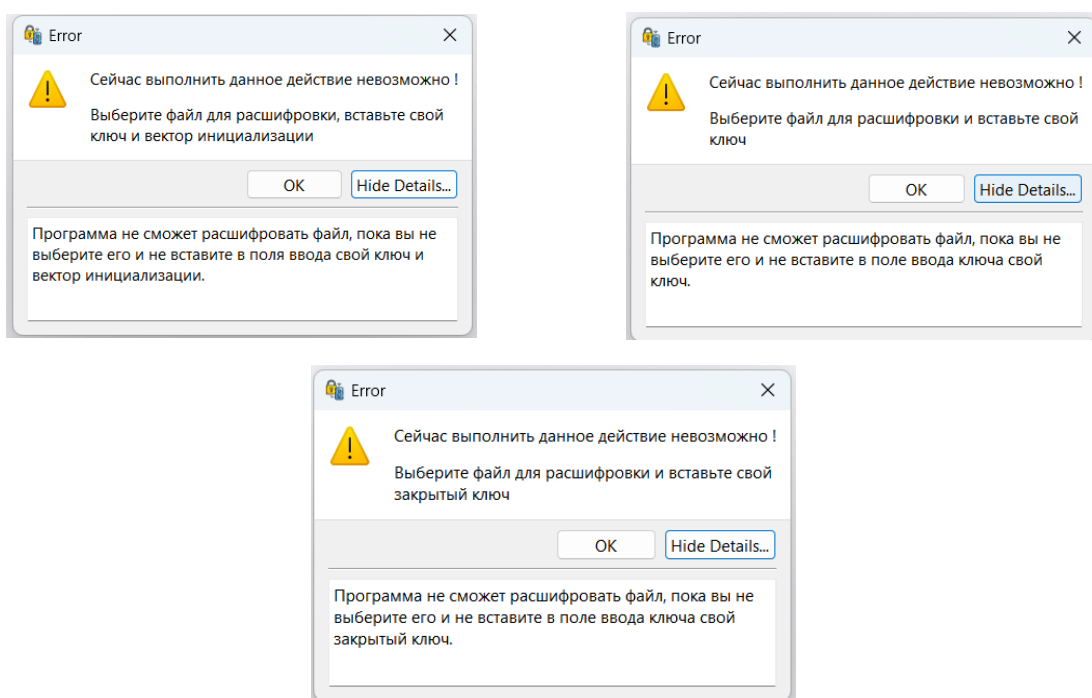 Error
Сейчас выполнить данное действие невозможно !
Выберите файл для расшифровки, вставьте свой
ключ и вектор инициализации
OK
Hide Details...
Программа не сможет расшифровать файл, пока вы не
выберите его и не вставите в поля ввода свой ключ и
вектор инициализации.
Error
Сейчас выполнить данное действие невозможно !
Выберите файл для расшифровки и вставьте свой
ключ
OK
Hide Details...
Программа не сможет расшифровать файл, пока вы не
выберите его и не вставите в поле ввода ключа свой
ключ.
Error
Сейчас выполнить данное действие невозможно !
Выберите файл для расшифровки и вставьте свой
закрытый ключ
OK
Hide Details...
Программа не сможет расшифровать файл, пока вы не
выберите его и не вставите в поле ввода ключа свой
закрытый ключ.